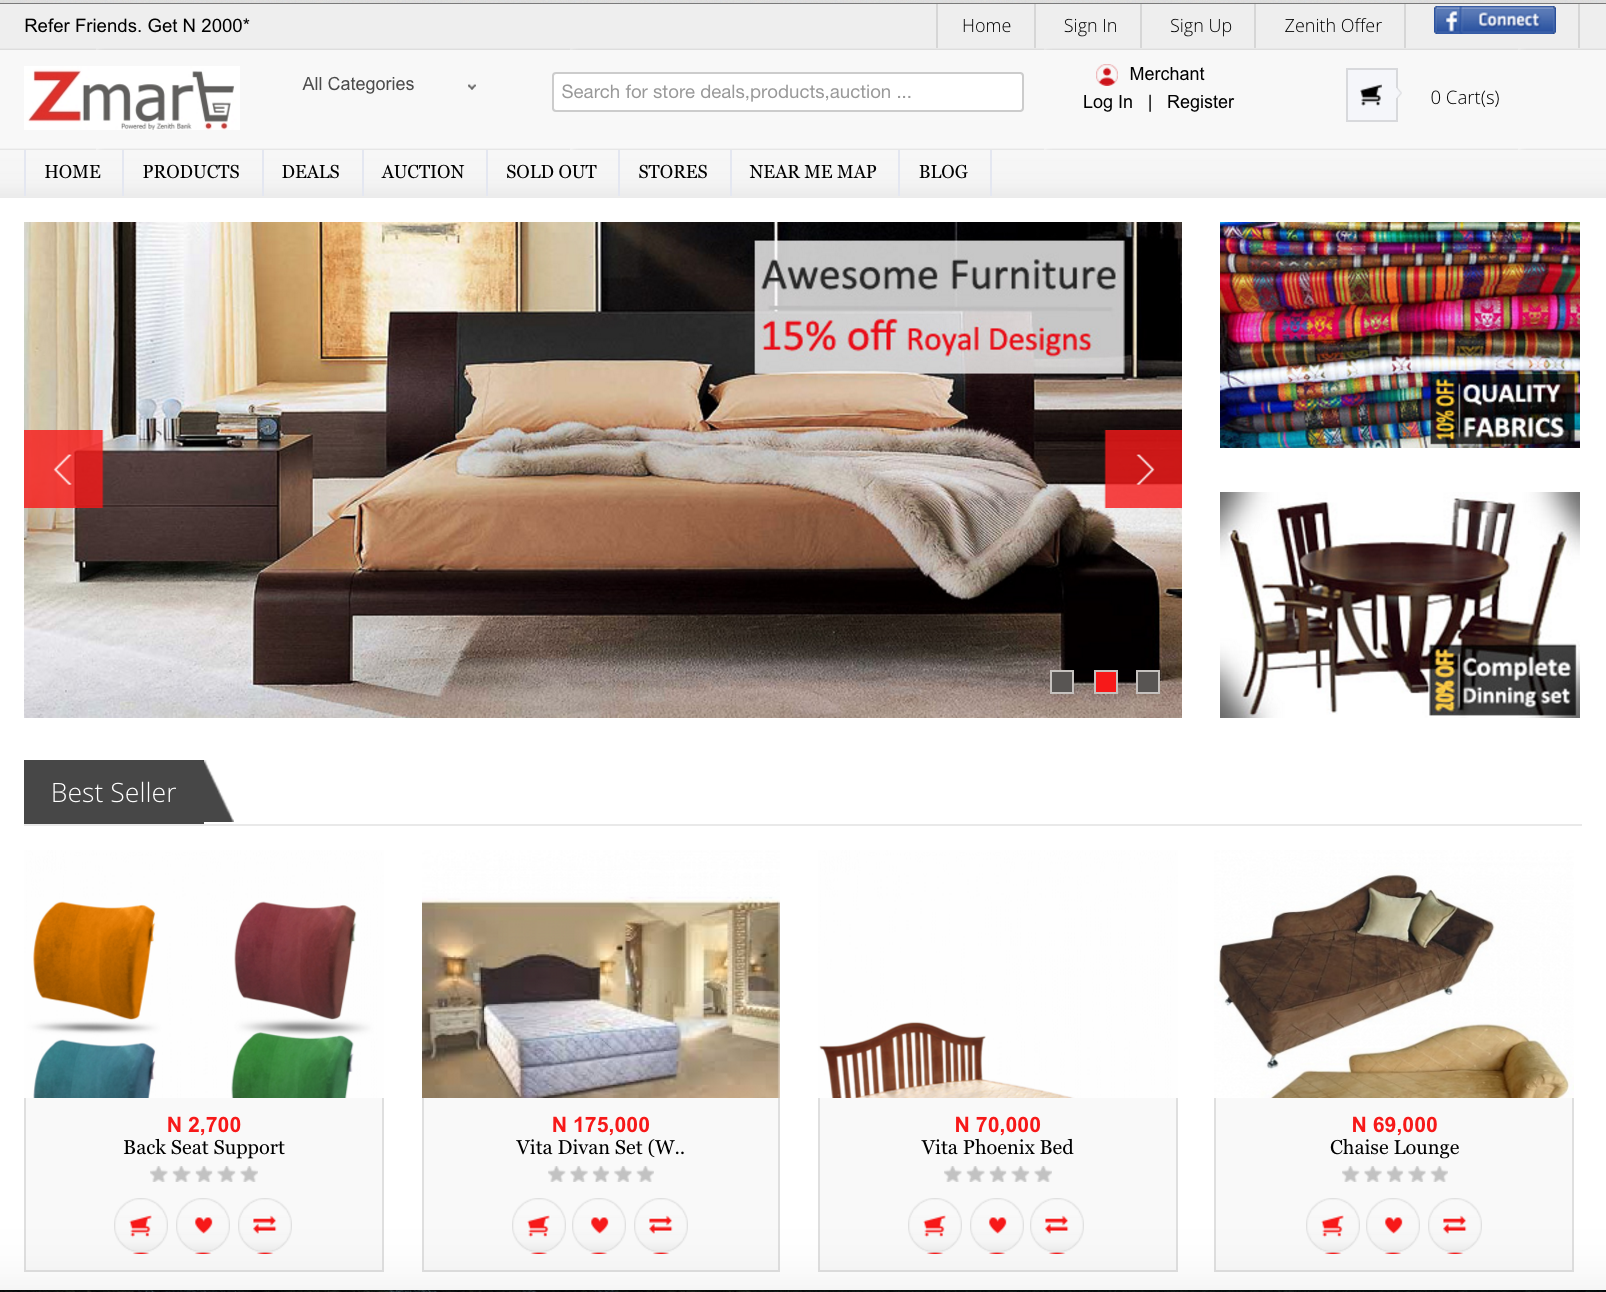 Refer Friends. Get N 2000*
Home
Sign In
Sign Up
Zenith Offer
f Connect
Zmart
Powered by Zenith Bank
All Categories
Search for store deals,products,auction ...
Merchant
Log In | Register
0 Cart(s)
HOME
PRODUCTS
DEALS
AUCTION
SOLD OUT
STORES
NEAR ME MAP
BLOG
Awesome Furniture
15% off Royal Designs
10% OFF
QUALITY
FABRICS
20% OFF
Complete
Dinning set
Best Seller
N 2,700
Back Seat Support
N 175,000
Vita Divan Set (W..
N 70,000
Vita Phoenix Bed
N 69,000
Chaise Lounge